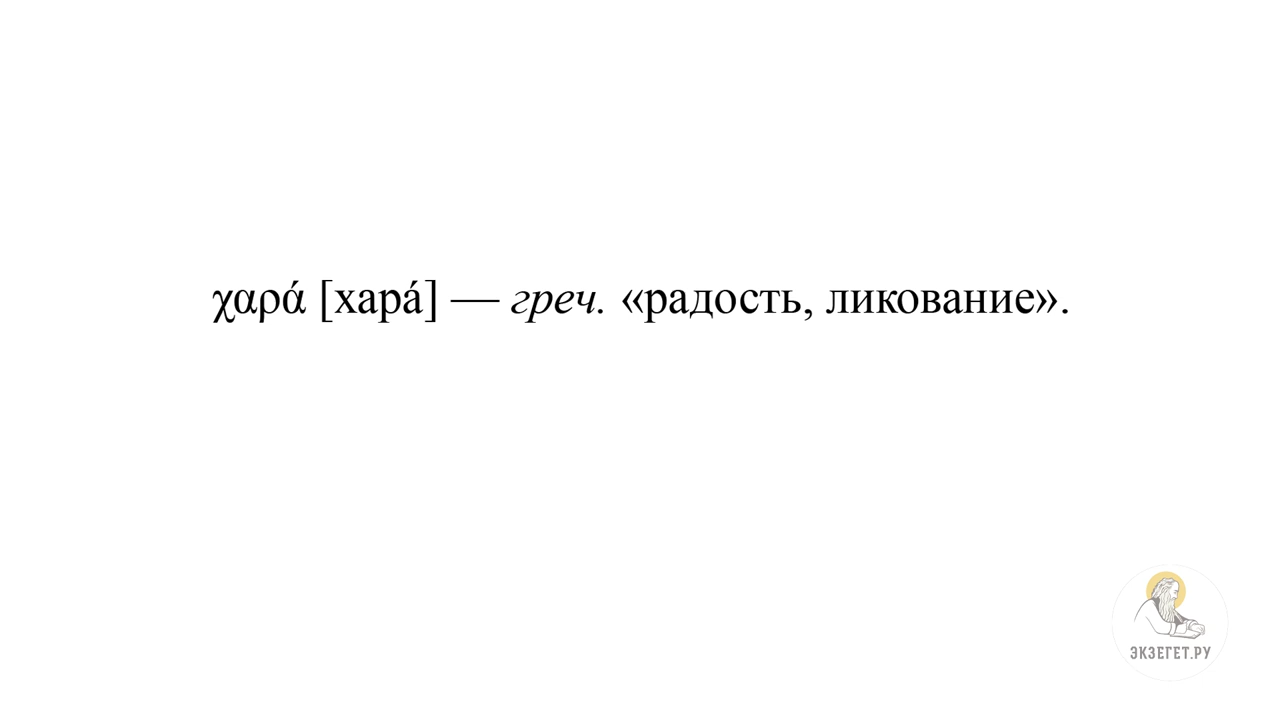 χαρά [хара́] — греч. «радость, ликование».
ЭКЗЕГЕТ.РУ